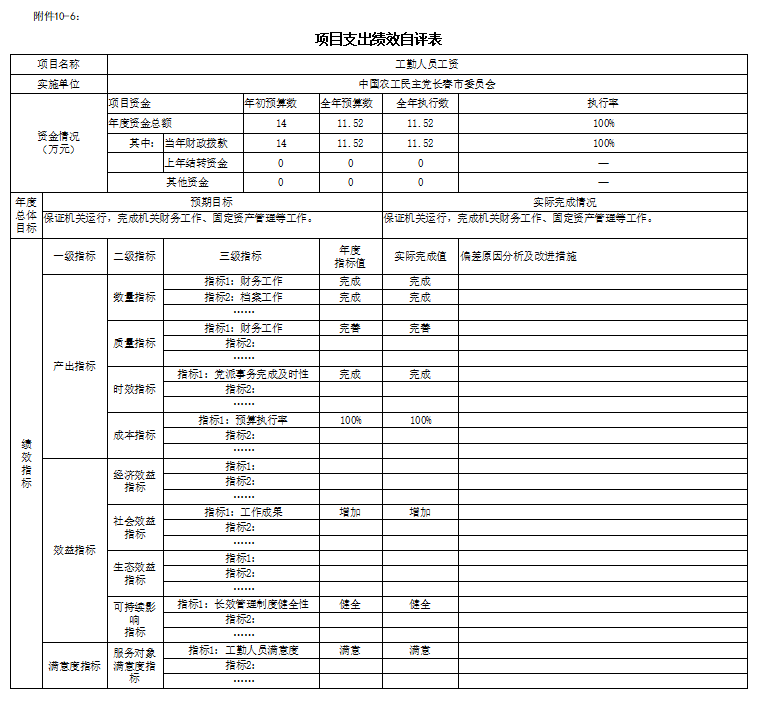 附件10-6：
项目支出绩效自评表
项目名称 工勤人员工资
实施单位 中国农工民主党长春市委员会
资金情况（万元） 项目资金 年初预算数 全年预算数 全年执行数 执行率
年度资金总额 14 11.52 11.52 100%
其中：当年财政拨款 14 11.52 11.52 100%
上年结转资金 0 0 0 —
其他资金 0 0 0 —
年度总体目标 预期目标 实际完成情况
保证机关运行，完成机关财务工作、固定资产管理等工作。 保证机关运行，完成机关财务工作、固定资产管理等工作。
绩效指标 一级指标 二级指标 三级指标 年度指标值 实际完成值 偏差原因分析及改进措施
产出指标 数量指标 指标1：财务工作 完成 完成
指标2：档案工作 完成 完成
……
质量指标 指标1：财务工作 完善 完善
指标2：
……
时效指标 指标1：党派事务完成及时性 完成 完成
指标2：
……
成本指标 指标1：预算执行率 100% 100%
指标2：
……
效益指标 经济效益指标 指标1：
指标2：
……
社会效益指标 指标1：工作成果 增加 增加
指标2：
……
生态效益指标 指标1：
指标2：
……
可持续影响指标 指标1：长效管理制度健全性 健全 健全
指标2：
……
满意度指标 服务对象满意度指标 指标1：工勤人员满意度 满意 满意
指标2：
……